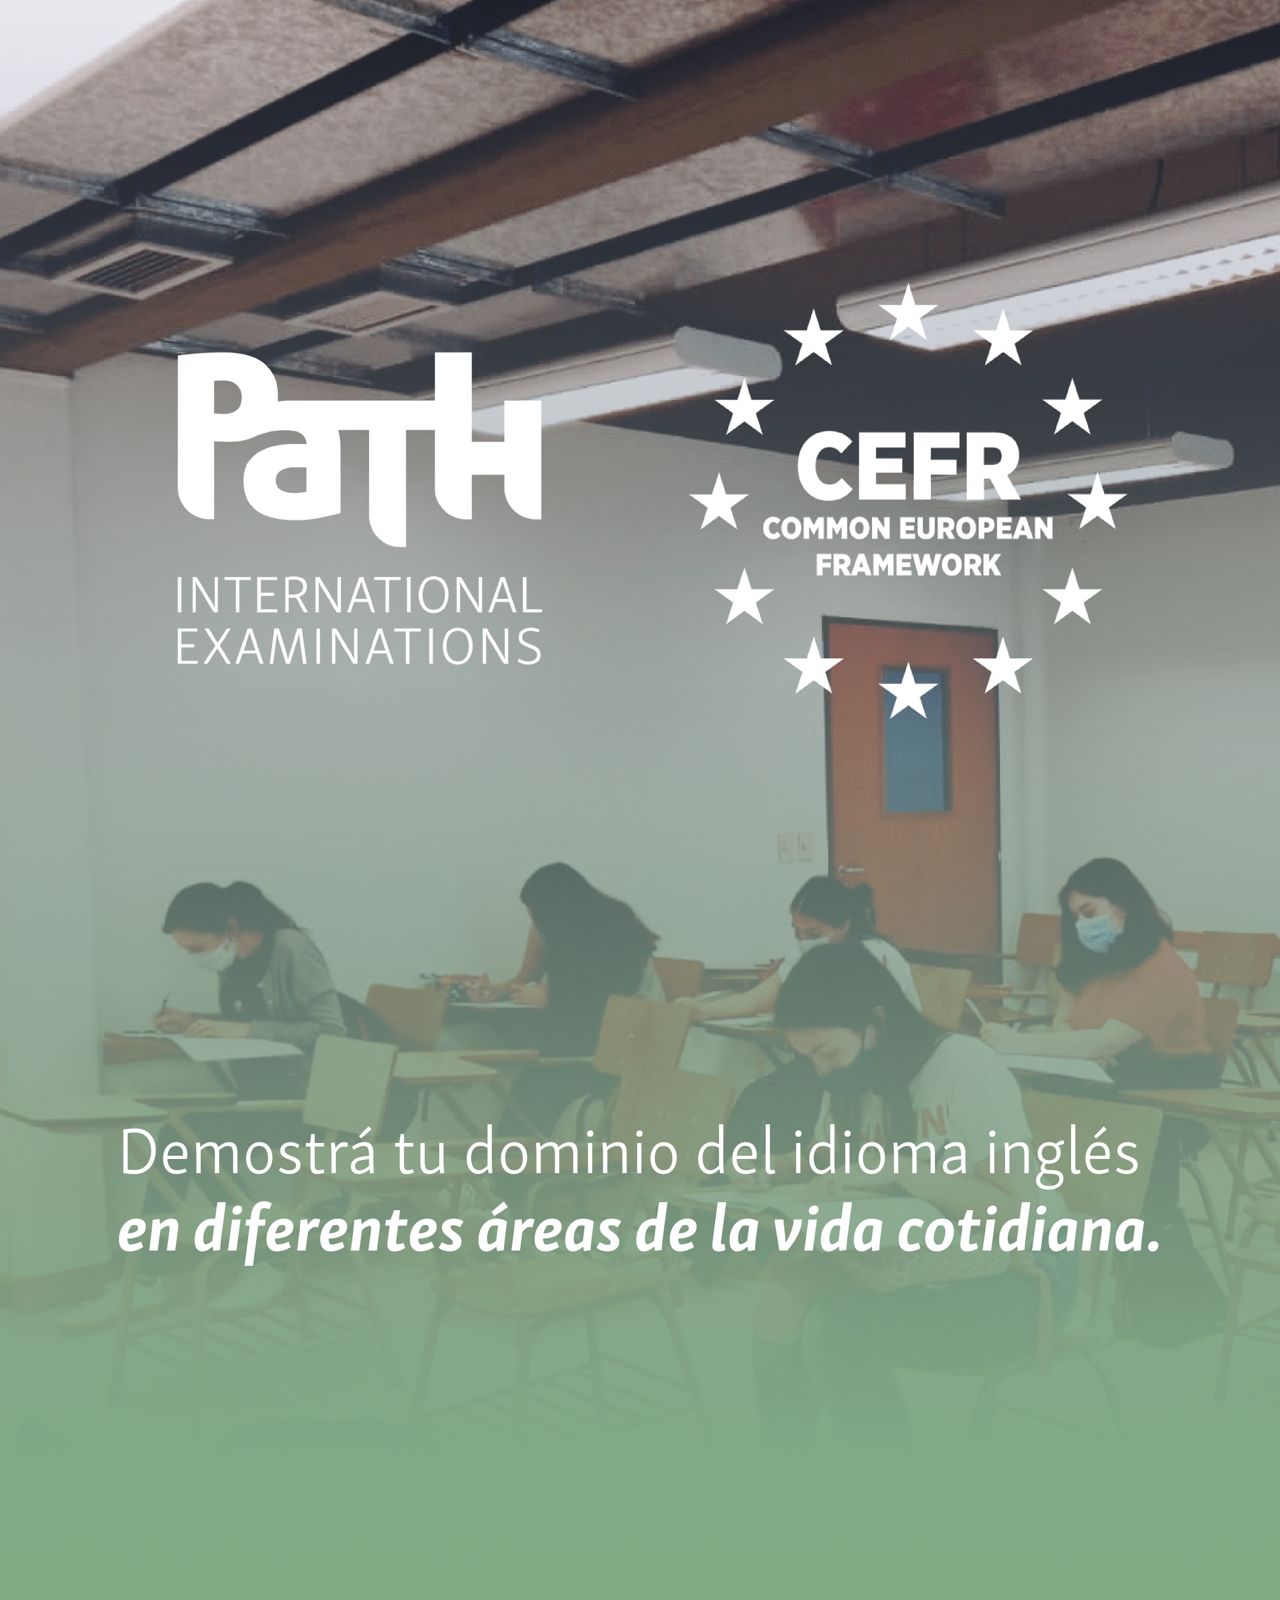 PaTH
INTERNATIONAL
EXAMINATIONS
CEFR
COMMON EUROPEAN
FRAMEWORK
Demostrá tu dominio del idioma inglés
en diferentes áreas de la vida cotidiana.